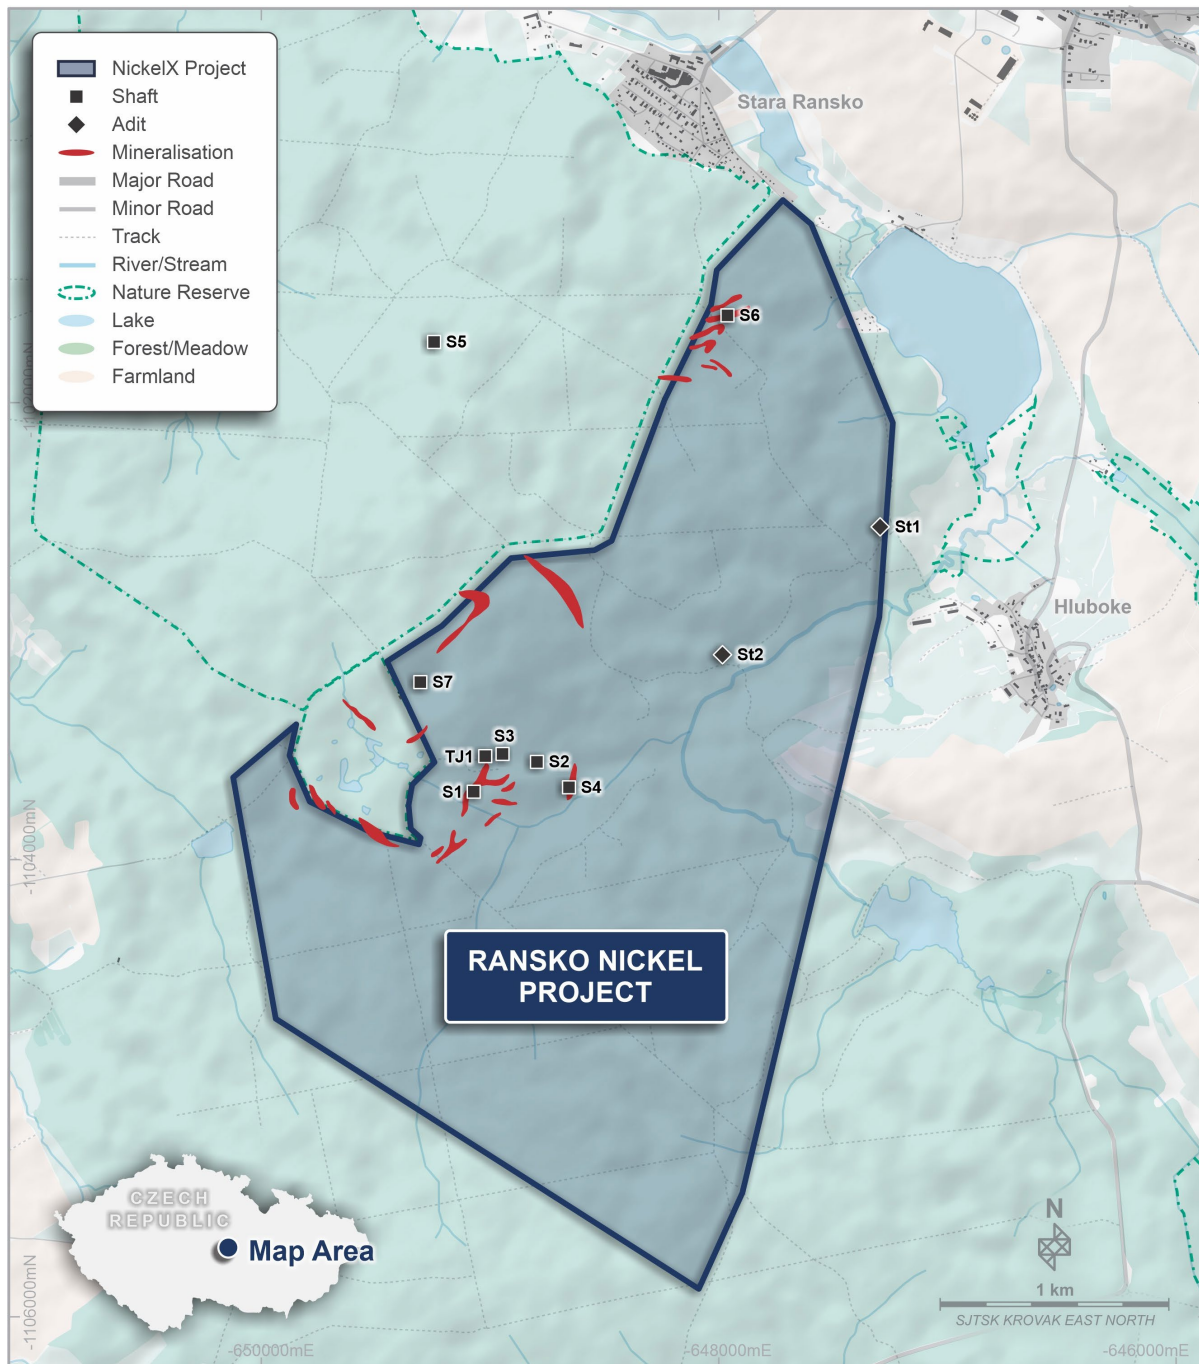 NickelX Project
Shaft
Adit
Mineralisation
Major Road
Minor Road
Track
River/Stream
Nature Reserve
Lake
Forest/Meadow
Farmland
Stara Ransko
S6
S5
St1
Hluboke
St2
S7
S3
TJ1
S2
S1
S4
-1104000mN
RANSKO NICKEL
PROJECT
CZECH
REPUBLIC
Map Area
N
1 km
SJTSK KROVAK EAST NORTH
-1106000mN
-650000mE
-648000mE
-646000mE